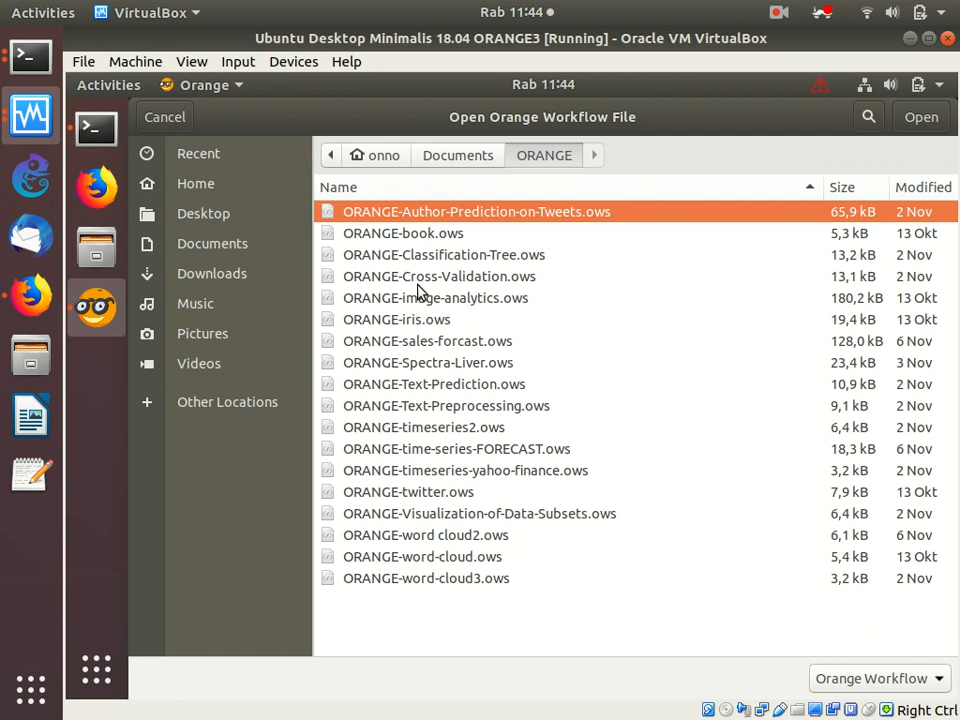 Activities VirtualBox Rab 11:44
Ubuntu Desktop Minimalis 18.04 ORANGE3 [Running] - Oracle VM VirtualBox
File Machine View Input Devices Help
Activities Orange Rab 11:44
Cancel Open Orange Workflow File Open
Recent
Home
Desktop
Documents
Downloads
Music
Pictures
Videos
Other Locations
onno Documents ORANGE
Name Size Modified
ORANGE-Author-Prediction-on-Tweets.ows 65,9 kB 2 Nov
ORANGE-book.ows 5,3 kB 13 Okt
ORANGE-Classification-Tree.ows 13,2 kB 2 Nov
ORANGE-Cross-Validation.ows 13,1 kB 2 Nov
ORANGE-image-analytics.ows 180,2 kB 13 Okt
ORANGE-iris.ows 19,4 kB 13 Okt
ORANGE-sales-forcast.ows 128,0 kB 6 Nov
ORANGE-Spectra-Liver.ows 23,4 kB 3 Nov
ORANGE-Text-Prediction.ows 10,9 kB 2 Nov
ORANGE-Text-Preprocessing.ows 9,1 kB 2 Nov
ORANGE-timeseries2.ows 6,4 kB 2 Nov
ORANGE-time-series-FORECAST.ows 18,3 kB 6 Nov
ORANGE-timeseries-yahoo-finance.ows 3,2 kB 2 Nov
ORANGE-twitter.ows 7,9 kB 13 Okt
ORANGE-Visualization-of-Data-Subsets.ows 6,4 kB 2 Nov
ORANGE-word cloud2.ows 6,1 kB 6 Nov
ORANGE-word-cloud.ows 5,4 kB 13 Okt
ORANGE-word-cloud3.ows 3,2 kB 2 Nov
Orange Workflow
Right Ctrl